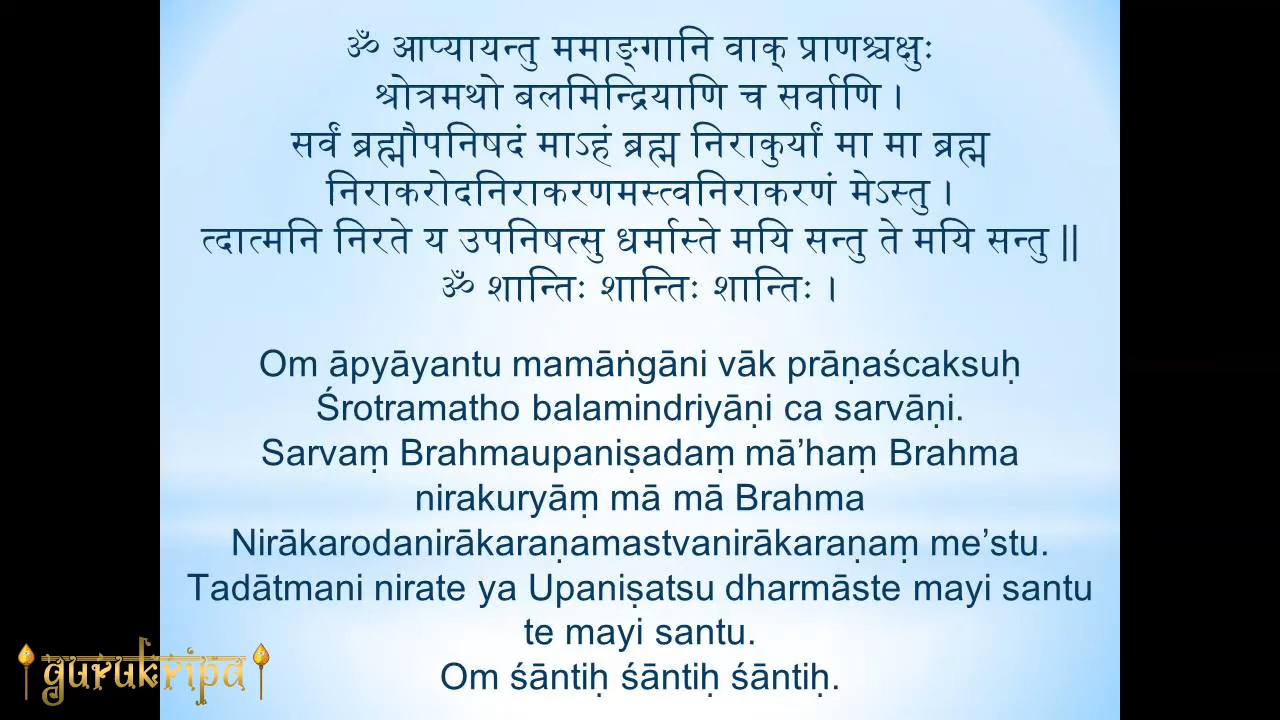 ॐ आप्यायन्तु ममाङ्गानि वाक् प्राणश्चक्षुः
श्रोत्रमथो बलमिन्द्रियाणि च सर्वाणि ।
सर्वं ब्रह्मौपनिषदं माऽहं ब्रह्म निराकुर्यां मा मा ब्रह्म
निराकरोदनिराकरणमस्त्वनिराकरणं मेऽस्तु ।
त्दात्मनि निरते य उपनिषत्सु धर्मास्ते मयि सन्तु ते मयि सन्तु ||
ॐ शान्तिः शान्तिः शान्तिः ।
Om āpyāyantu mamāṅgāni vāk prāṇaścaksuḥ
Śrotramatho balamindriyāṇi ca sarvāṇi.
Sarvaṃ Brahmaupaniṣadaṃ mā’haṃ Brahma
nirakuryāṃ mā mā Brahma
Nirākarodanirākaraṇamastvanirākaraṇaṃ me’stu.
Tadātmani nirate ya Upaniṣatsu dharmāste mayi santu
te mayi santu.
Om śāntiḥ śāntiḥ śāntiḥ.
gurukripa